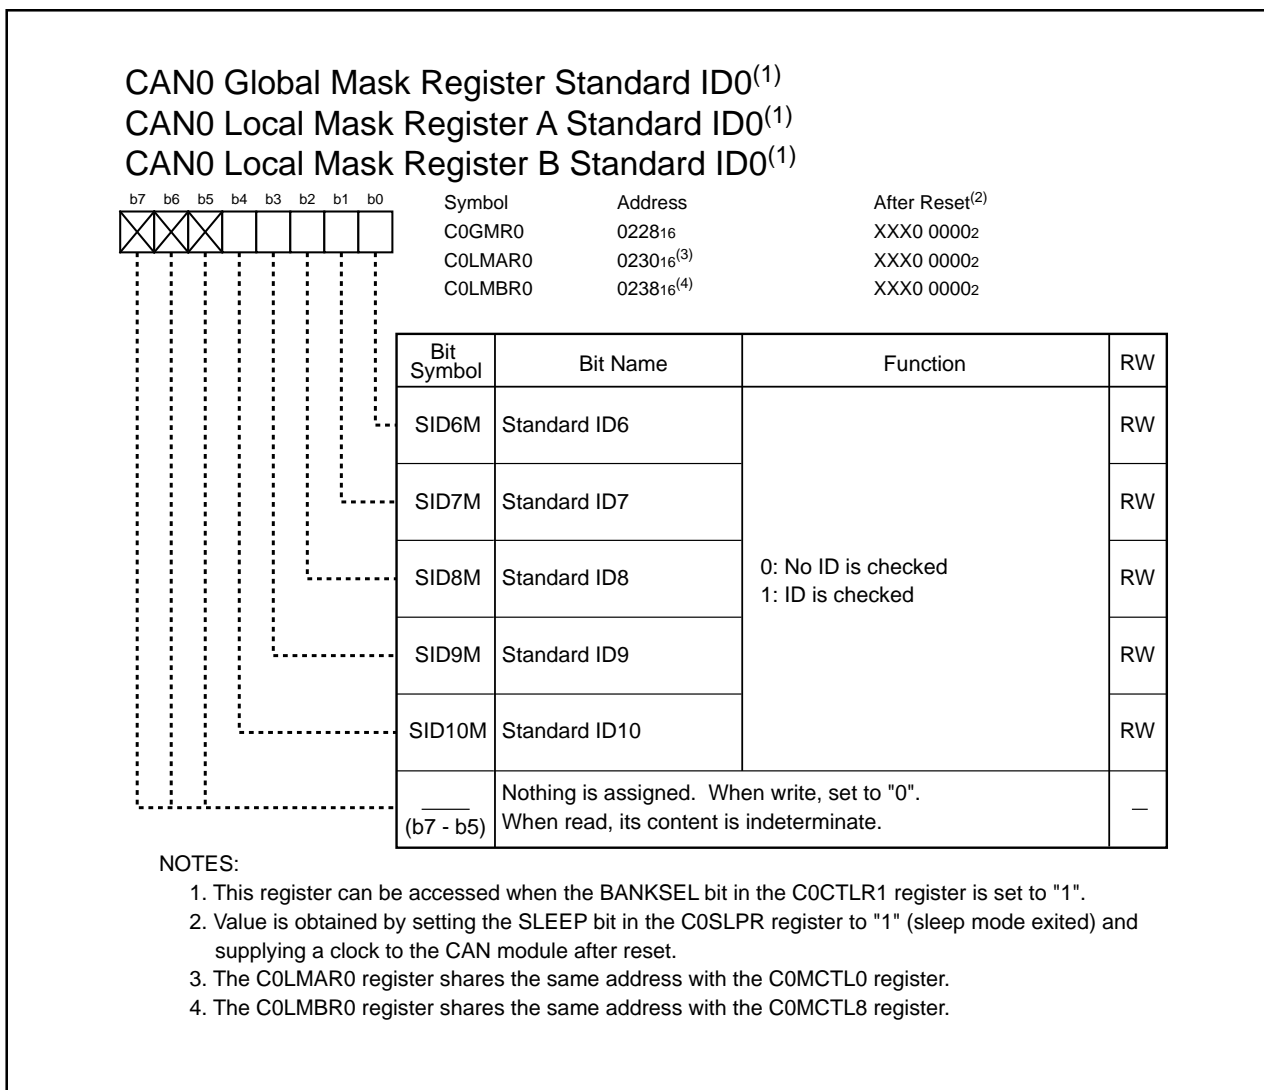 CAN0 Global Mask Register Standard ID0(1)
CAN0 Local Mask Register A Standard ID0(1)
CAN0 Local Mask Register B Standard ID0(1)
b7 b6 b5 b4 b3 b2 b1 b0
Symbol Address After Reset(2)
C0GMR0 022816 XXX0 00002
C0LMAR0 023016(3) XXX0 00002
C0LMBR0 023816(4) XXX0 00002
Bit Symbol Bit Name Function RW
SID6M Standard ID6 RW
SID7M Standard ID7 RW
SID8M Standard ID8 RW
0: No ID is checked
1: ID is checked
SID9M Standard ID9 RW
SID10M Standard ID10 RW
(b7 - b5) Nothing is assigned. When write, set to "0".
When read, its content is indeterminate. —
NOTES:
1. This register can be accessed when the BANKSEL bit in the C0CTLR1 register is set to "1".
2. Value is obtained by setting the SLEEP bit in the C0SLPR register to "1" (sleep mode exited) and
supplying a clock to the CAN module after reset.
3. The C0LMAR0 register shares the same address with the C0MCTL0 register.
4. The C0LMBR0 register shares the same address with the C0MCTL8 register.